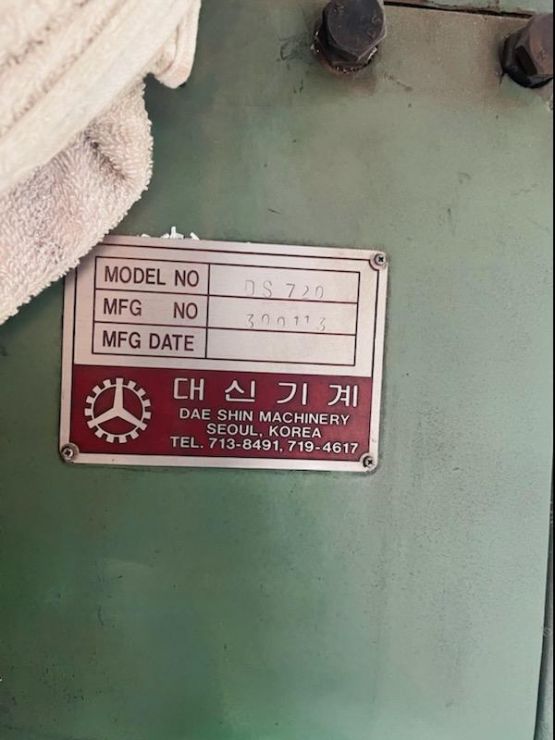 MODEL NO DS 720
MFG NO 300113
MFG DATE
대신기계
DAE SHIN MACHINERY
SEOUL, KOREA
TEL. 713-8491, 719-4617